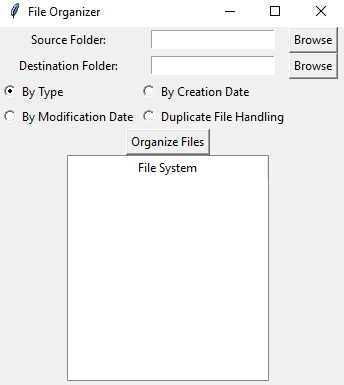 File Organizer
Source Folder: Browse
Destination Folder: Browse
By Type By Creation Date
By Modification Date Duplicate File Handling
Organize Files
File System